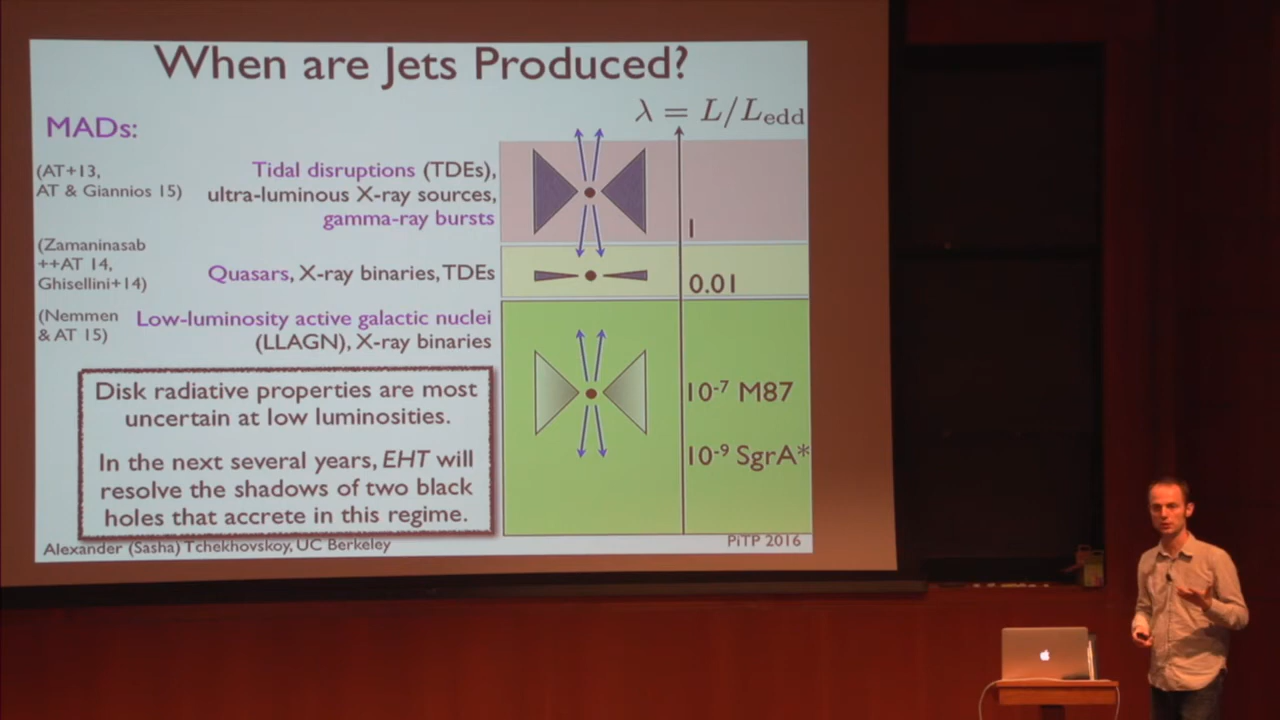 When are Jets Produced?
λ = L/Ledd
MADs:
(AT+13,
AT & Giannios 15)
Tidal disruptions (TDEs),
ultra-luminous X-ray sources,
gamma-ray bursts
1
(Zamaninasab
++AT 14,
Ghisellini+14)
Quasars, X-ray binaries, TDEs
0.01
(Nemmen
& AT 15)
Low-luminosity active galactic nuclei
(LLAGN), X-ray binaries
10-7 M87
10-9 SgrA*
Disk radiative properties are most
uncertain at low luminosities.
In the next several years, EHT will
resolve the shadows of two black
holes that accrete in this regime.
Alexander (Sasha) Tchekhovskoy, UC Berkeley
PiTP 2016